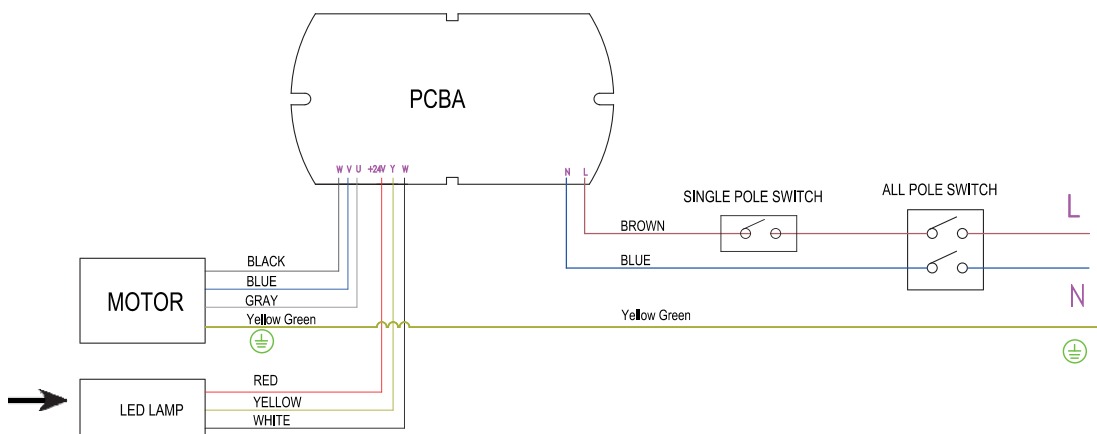 PCBA
W V U +24V Y W
N L
SINGLE POLE SWITCH
ALL POLE SWITCH
L
BROWN
BLUE
N
MOTOR
BLACK
BLUE
GRAY
Yellow Green
Yellow Green
LED LAMP
RED
YELLOW
WHITE